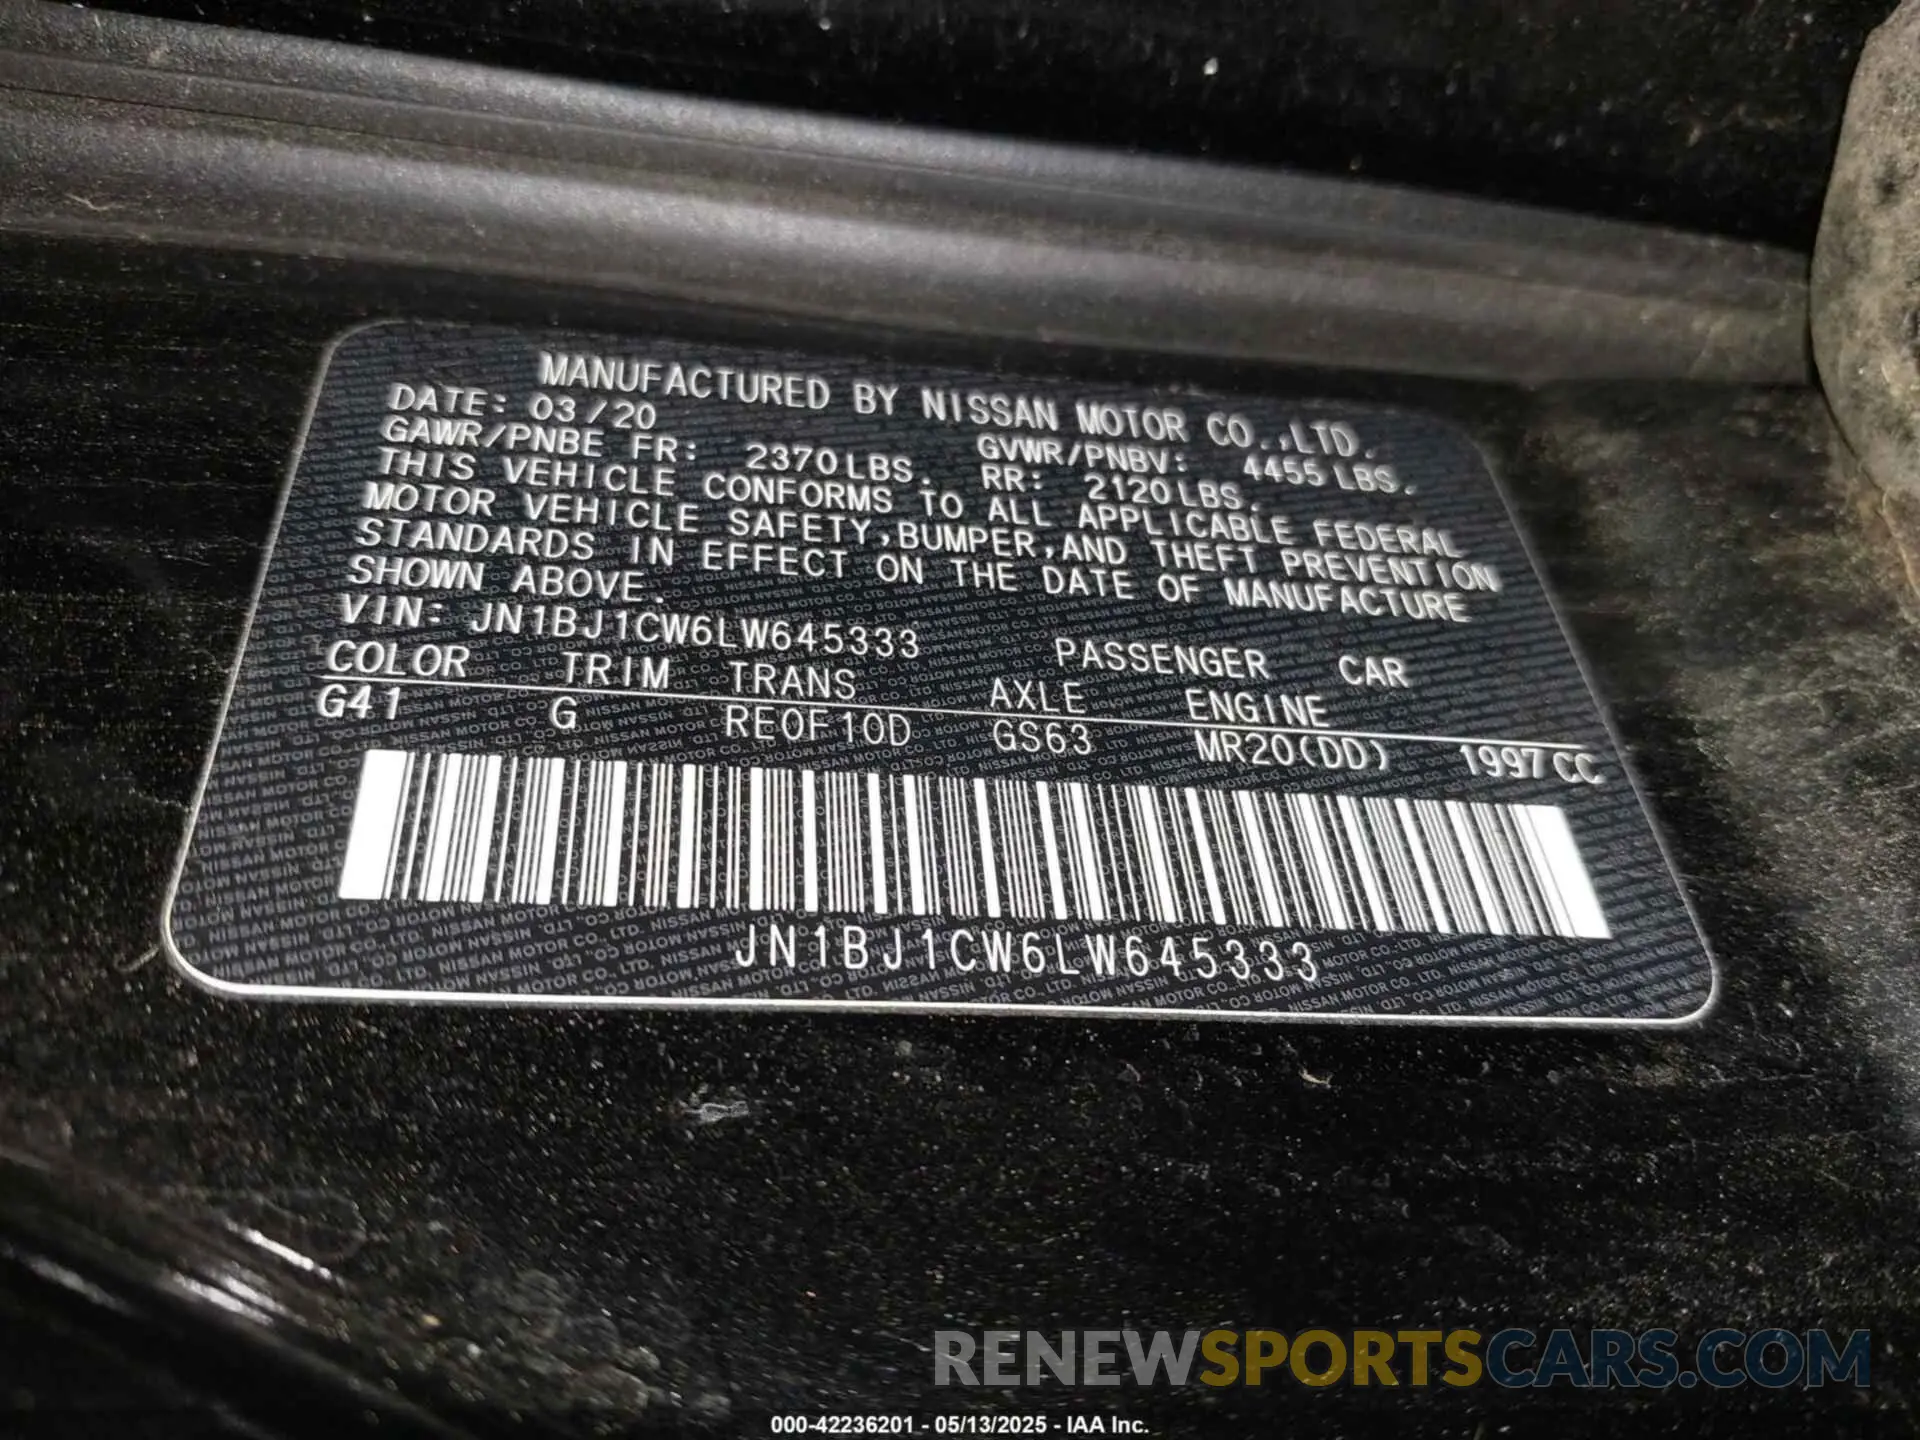 MANUFACTURED BY NISSAN MOTOR CO.,LTD.
DATE: 03/20
GAWR/PNBE FR: 2370LBS. GVWR/PNBV: 4455LBS.
RR: 2120LBS.
THIS VEHICLE CONFORMS TO ALL APPLICABLE FEDERAL
MOTOR VEHICLE SAFETY,BUMPER,AND THEFT PREVENTION
STANDARDS IN EFFECT ON THE DATE OF MANUFACTURE
SHOWN ABOVE.
VIN: JN1BJ1CW6LW645333 PASSENGER CAR
COLOR TRIM TRANS AXLE ENGINE
G41 G RE0F10D GS63 MR20(DD) 1997CC
JN1BJ1CW6LW645333
RENEWSPORTSCARS.COM
000-42236201 - 05/13/2025 - IAA Inc.